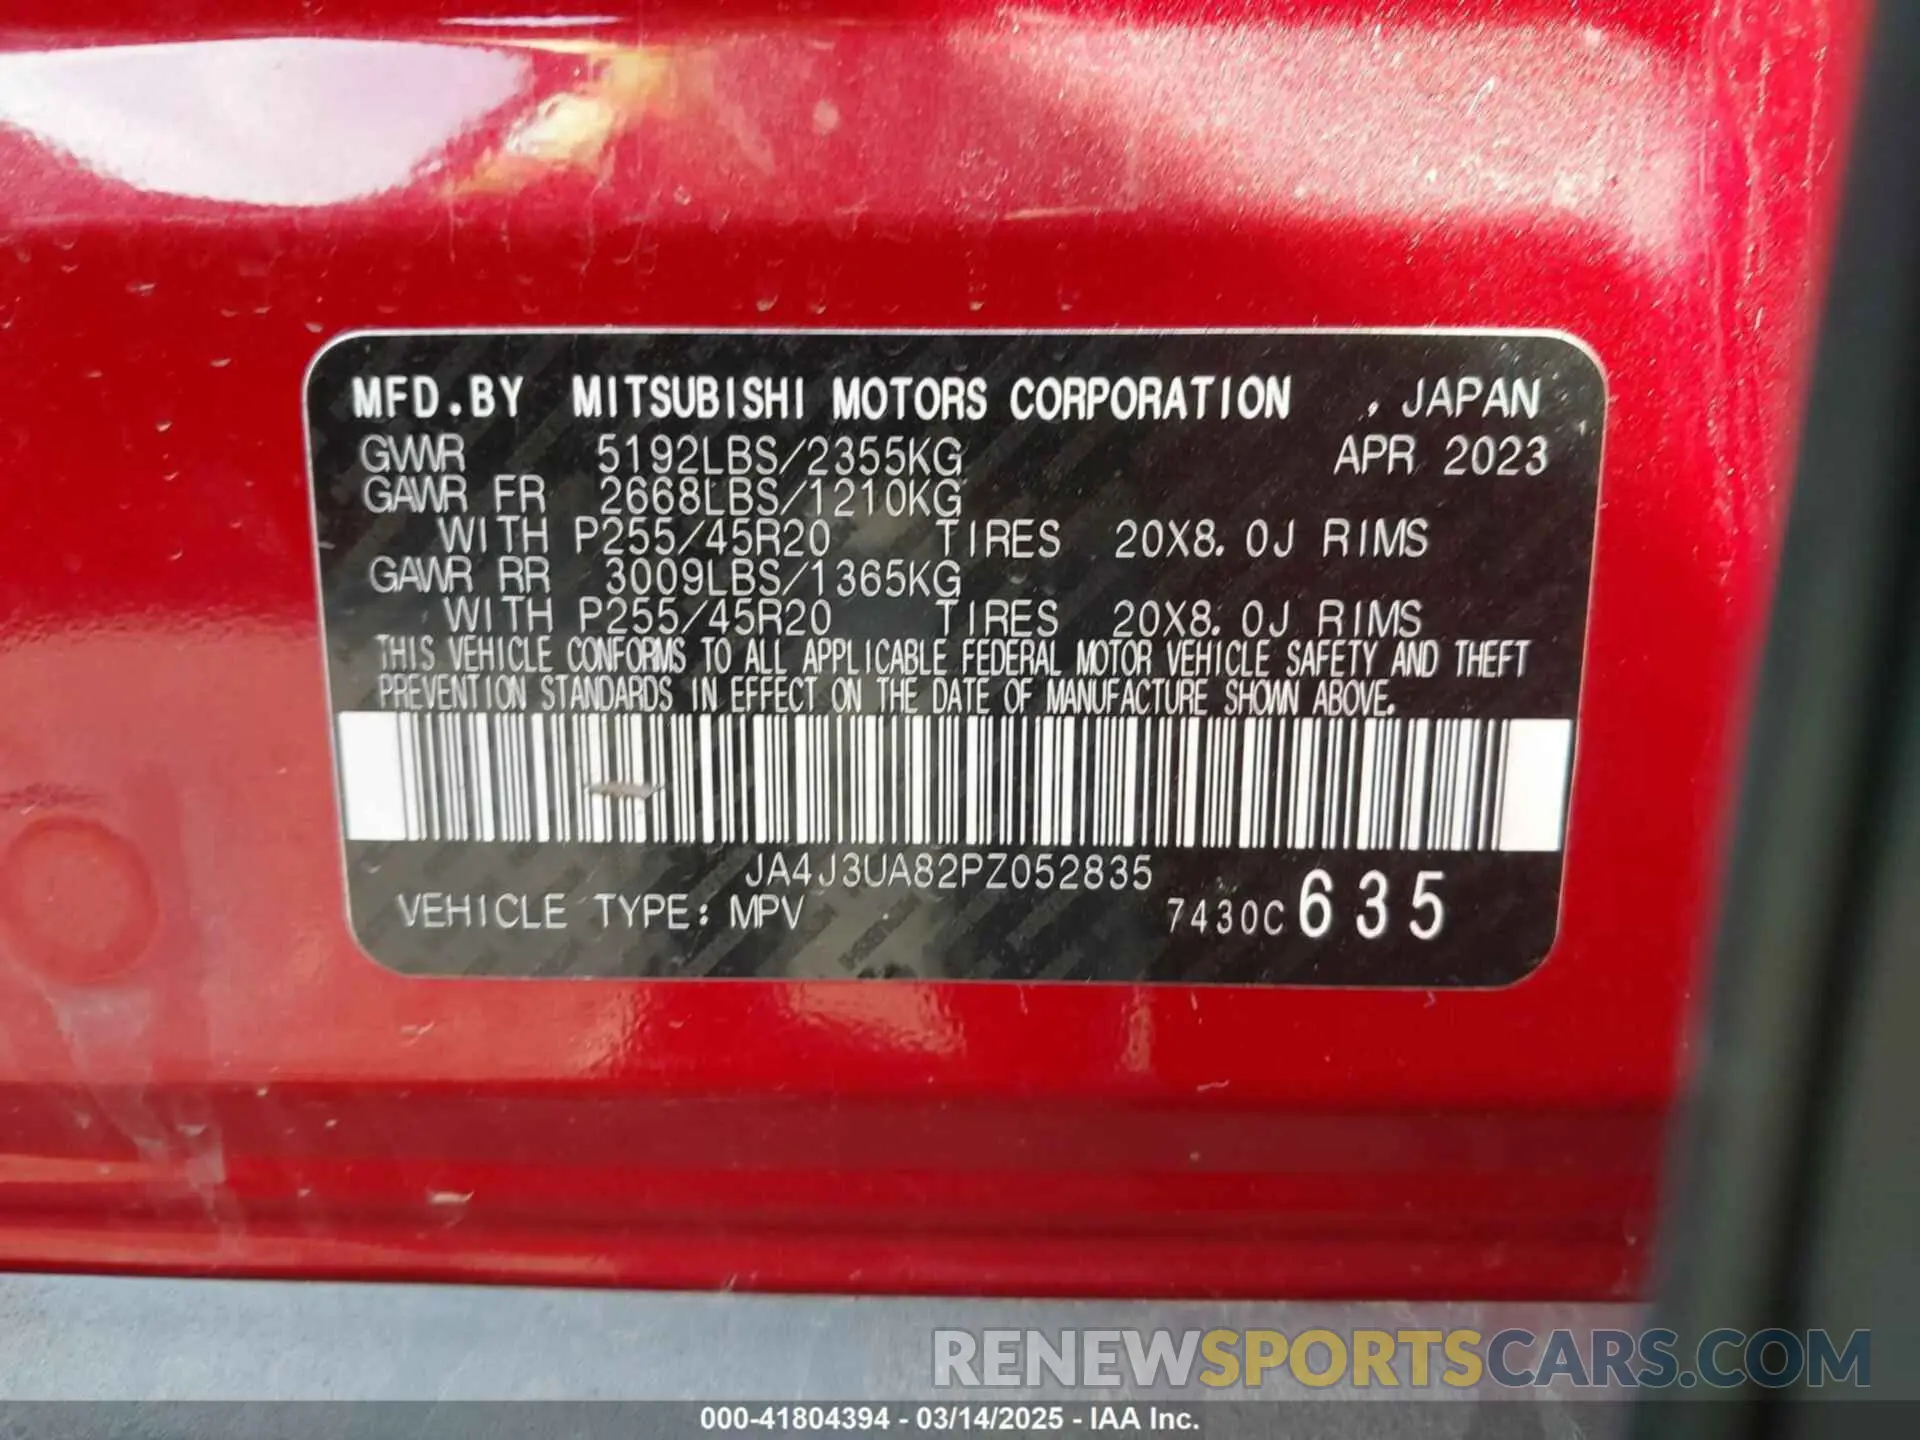 MFD.BY MITSUBISHI MOTORS CORPORATION , JAPAN
GVWR 5192LBS/2355KG APR 2023
GAWR FR 2668LBS/1210KG
WITH P255/45R20 TIRES 20X8.0J RIMS
GAWR RR 3009LBS/1365KG
WITH P255/45R20 TIRES 20X8.0J RIMS
THIS VEHICLE CONFORMS TO ALL APPLICABLE FEDERAL MOTOR VEHICLE SAFETY AND THEFT
PREVENTION STANDARDS IN EFFECT ON THE DATE OF MANUFACTURE SHOWN ABOVE.
JA4J3UA82PZ052835
VEHICLE TYPE: MPV 7430C 635
RENEWSPORTSCARS.COM
000-41804394 - 03/14/2025 - IAA Inc.